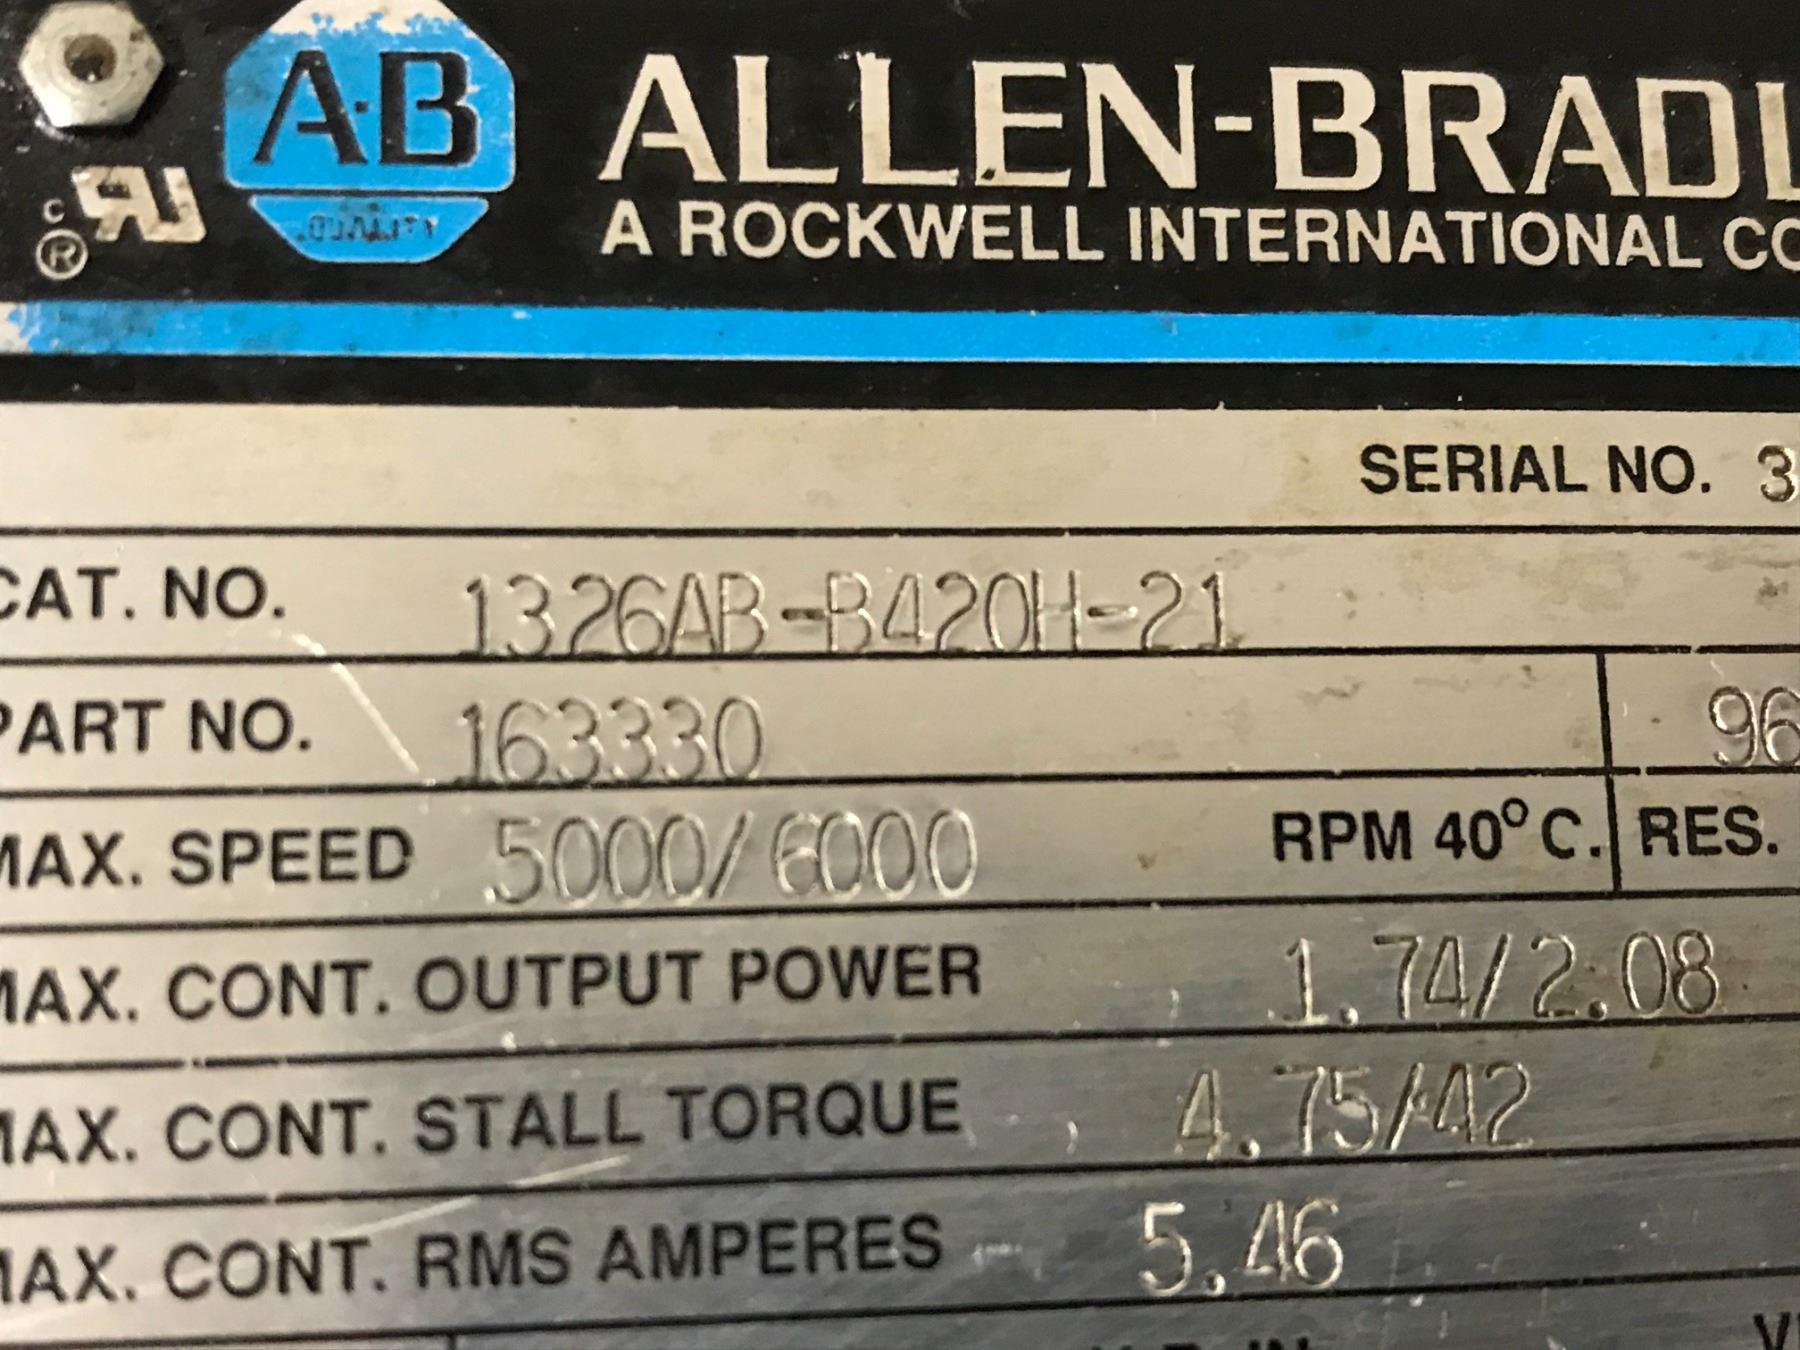 A·B
QUALITY
c RU ®
ALLEN-BRADL
A ROCKWELL INTERNATIONAL CO
SERIAL NO. 3
CAT. NO. 1326AB-B420H-21
PART NO. 163330 96
MAX. SPEED 5000/6000 RPM 40°C. RES.
MAX. CONT. OUTPUT POWER 1.74/2.08
MAX. CONT. STALL TORQUE 4.75/42
MAX. CONT. RMS AMPERES 5.46